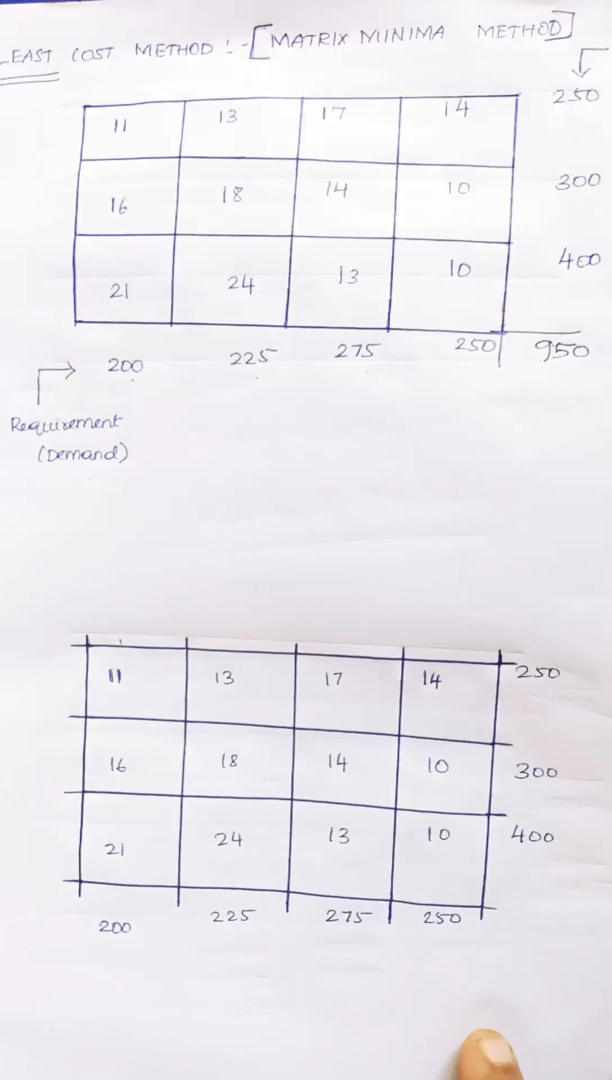 LEAST COST METHOD :- [MATRIX MINIMA METHOD]
11 13 17 14 250
16 18 14 10 300
21 24 13 10 400
200 225 275 250 950
Requirement
(Demand)
11 13 17 14 250
16 18 14 10 300
21 24 13 10 400
200 225 275 250